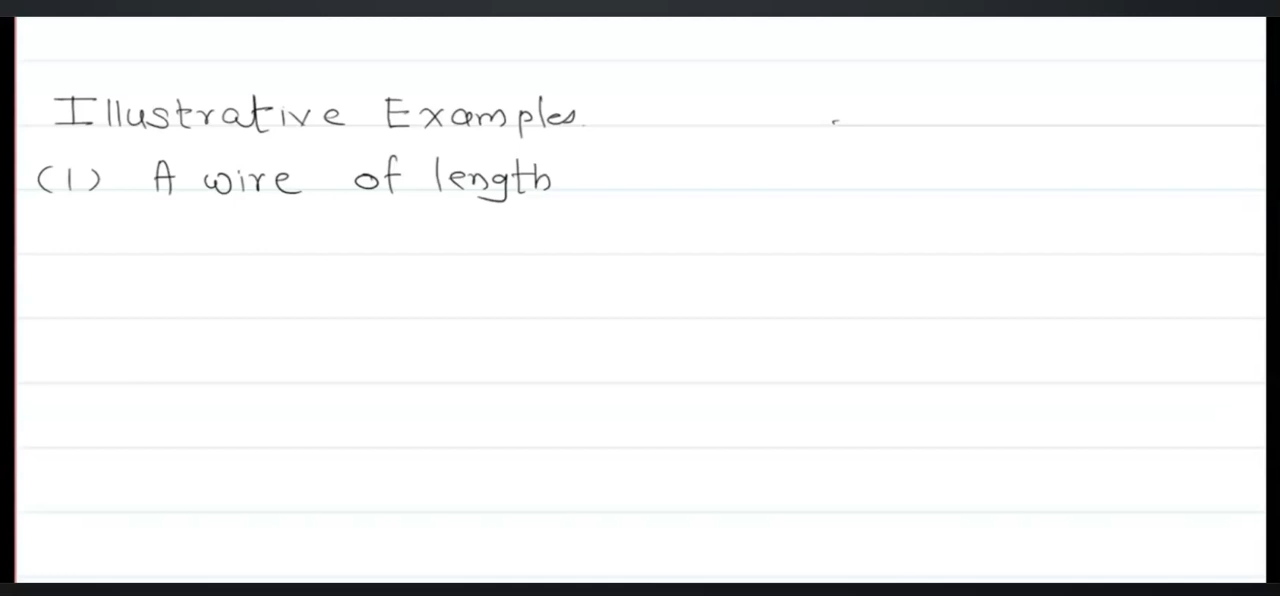 Illustrative Examples.
(1) A wire of length